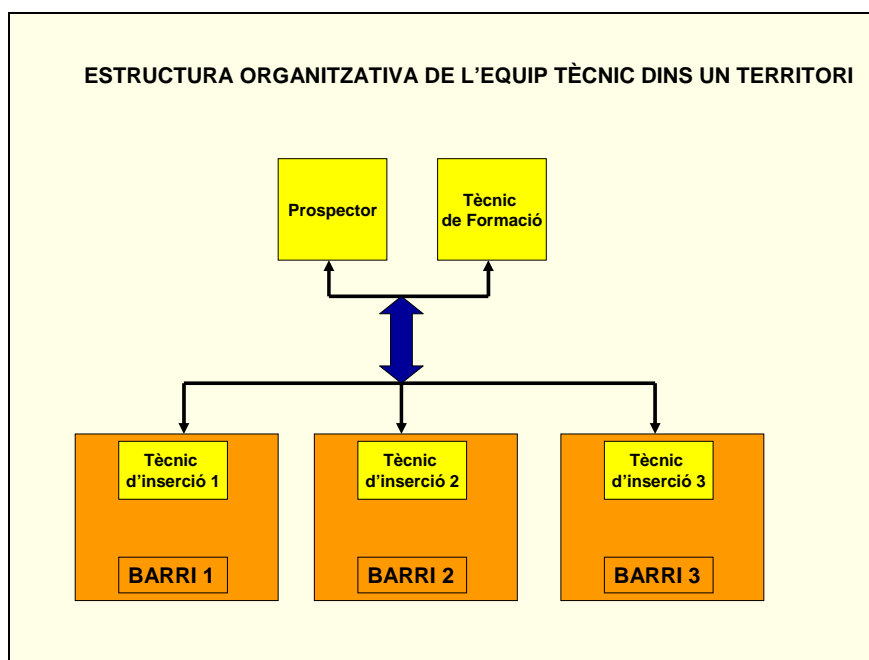 ESTRUCTURA ORGANITZATIVA DE L’EQUIP TÈCNIC DINS UN TERRITORI
Prospector
Tècnic
de Formació
Tècnic
d’inserció 1
Tècnic
d’inserció 2
Tècnic
d’inserció 3
BARRI 1
BARRI 2
BARRI 3